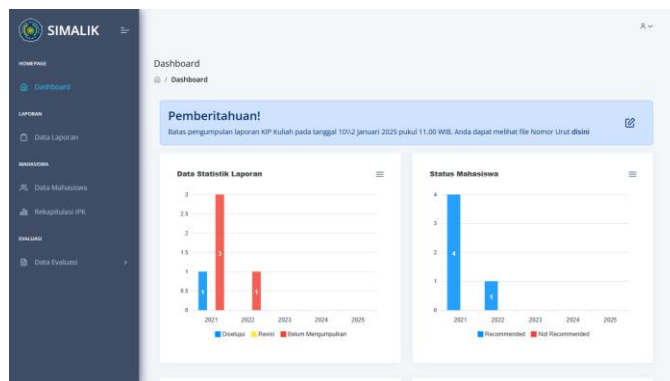 SIMALIK
HOMEPAGE
Dashboard
LAPORAN
Data Laporan
MAHASISWA
Data Mahasiswa
Rekapitulasi IPK
EVALUASI
Data Evaluasi
Dashboard
/ Dashboard
Pemberitahuan!
Batas pengumpulan laporan KIP Kuliah pada tanggal 10\\2 Januari 2025 pukul 11.00 WIB. Anda dapat melihat file Nomor Urut disini
Data Statistik Laporan
3
2.5
2
1.5
1
0.5
0
1
3
1
2021 2022 2023 2024 2025
Disetujui Revisi Belum Mengumpulkan
Status Mahasiswa
4
3
2
1
0
4
1
2021 2022 2023 2024 2025
Recommended Not Recommended